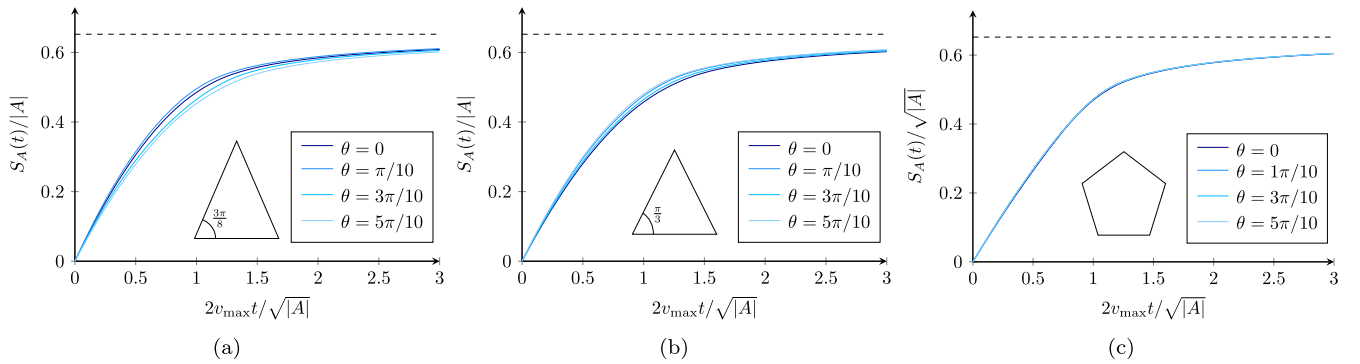 S_A(t)/|A|
0.6
0.4
0.2
0
0 0.5 1 1.5 2 2.5 3
2v_max t/√|A|
3π/8
θ = 0
θ = π/10
θ = 3π/10
θ = 5π/10
(a)
S_A(t)/|A|
0.6
0.4
0.2
0
0 0.5 1 1.5 2 2.5 3
2v_max t/√|A|
π/3
θ = 0
θ = π/10
θ = 3π/10
θ = 5π/10
(b)
S_A(t)/√|A|
0.6
0.4
0.2
0
0 0.5 1 1.5 2 2.5 3
2v_max t/√|A|
θ = 0
θ = 1π/10
θ = 3π/10
θ = 5π/10
(c)